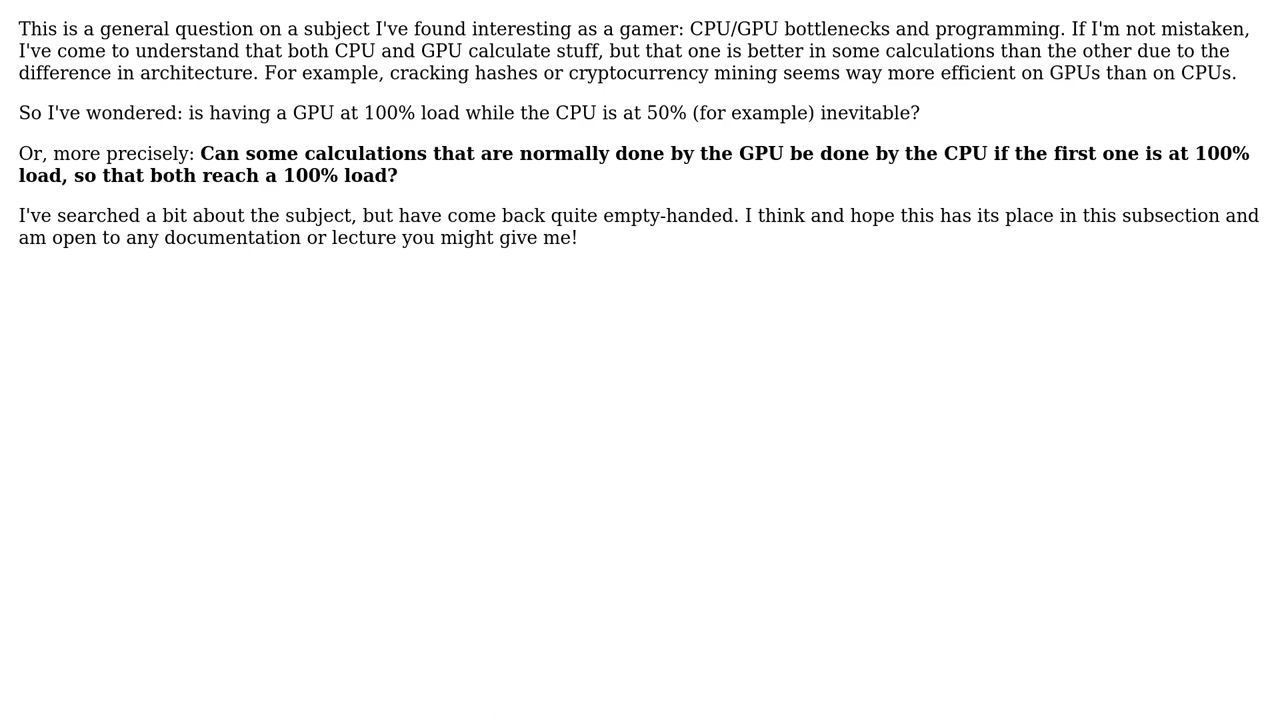 This is a general question on a subject I've found interesting as a gamer: CPU/GPU bottlenecks and programming. If I'm not mistaken,
I've come to understand that both CPU and GPU calculate stuff, but that one is better in some calculations than the other due to the
difference in architecture. For example, cracking hashes or cryptocurrency mining seems way more efficient on GPUs than on CPUs.
So I've wondered: is having a GPU at 100% load while the CPU is at 50% (for example) inevitable?
Or, more precisely: Can some calculations that are normally done by the GPU be done by the CPU if the first one is at 100%
load, so that both reach a 100% load?
I've searched a bit about the subject, but have come back quite empty-handed. I think and hope this has its place in this subsection and
am open to any documentation or lecture you might give me!